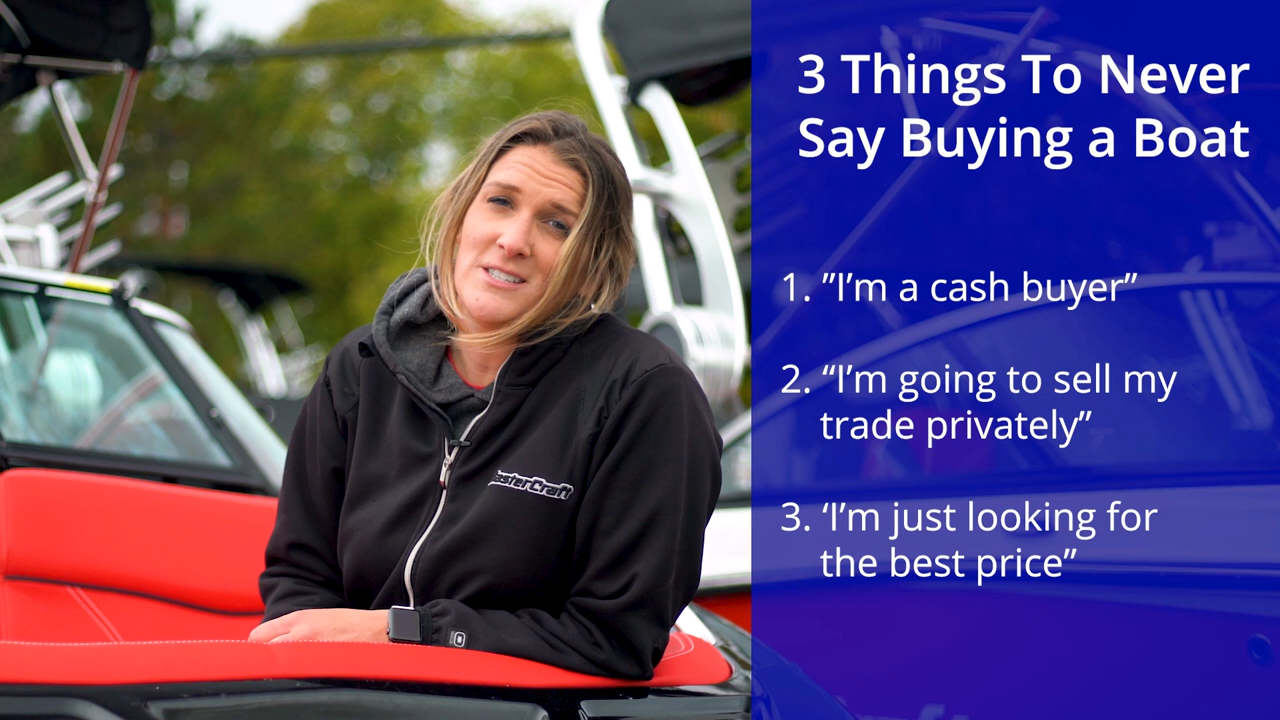 3 Things To Never
Say Buying a Boat
1. ”I’m a cash buyer”
2. “I’m going to sell my
trade privately”
3. ‘I’m just looking for
the best price”
MasterCraft